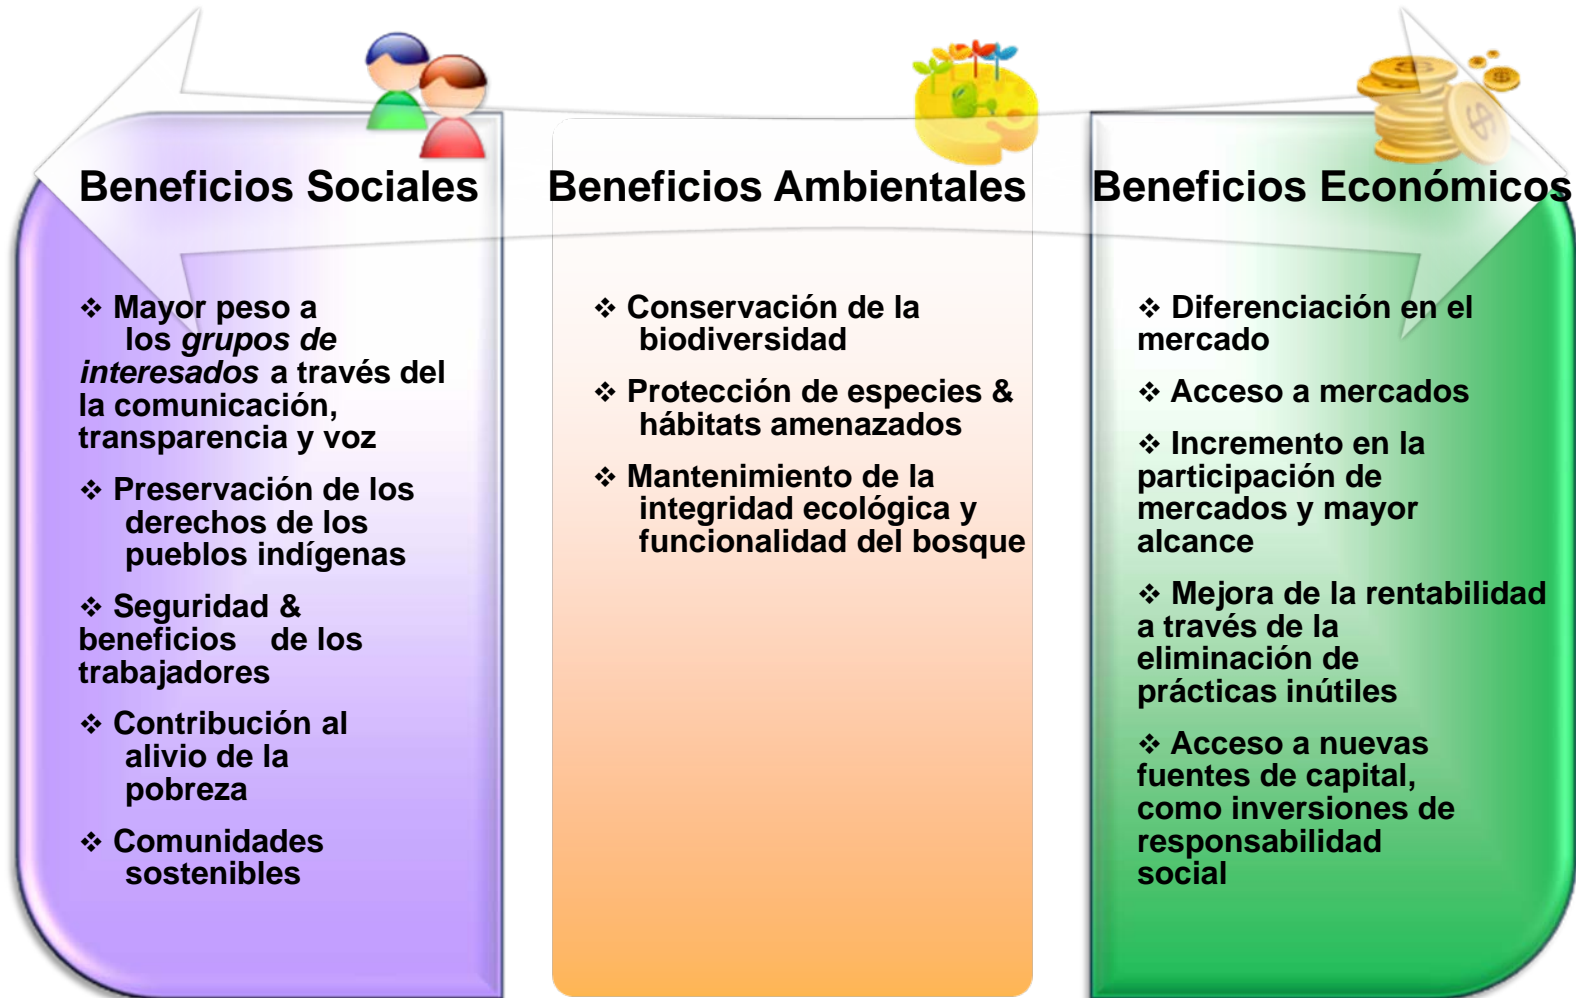 Beneficios Sociales
❖ Mayor peso a
los grupos de
interesados a través del
la comunicación,
transparencia y voz
❖ Preservación de los
derechos de los
pueblos indígenas
❖ Seguridad &
beneficios de los
trabajadores
❖ Contribución al
alivio de la
pobreza
❖ Comunidades
sostenibles
Beneficios Ambientales
❖ Conservación de la
biodiversidad
❖ Protección de especies &
hábitats amenazados
❖ Mantenimiento de la
integridad ecológica y
funcionalidad del bosque
Beneficios Económicos
❖ Diferenciación en el
mercado
❖ Acceso a mercados
❖ Incremento en la
participación de
mercados y mayor
alcance
❖ Mejora de la rentabilidad
a través de la
eliminación de
prácticas inútiles
❖ Acceso a nuevas
fuentes de capital,
como inversiones de
responsabilidad
social